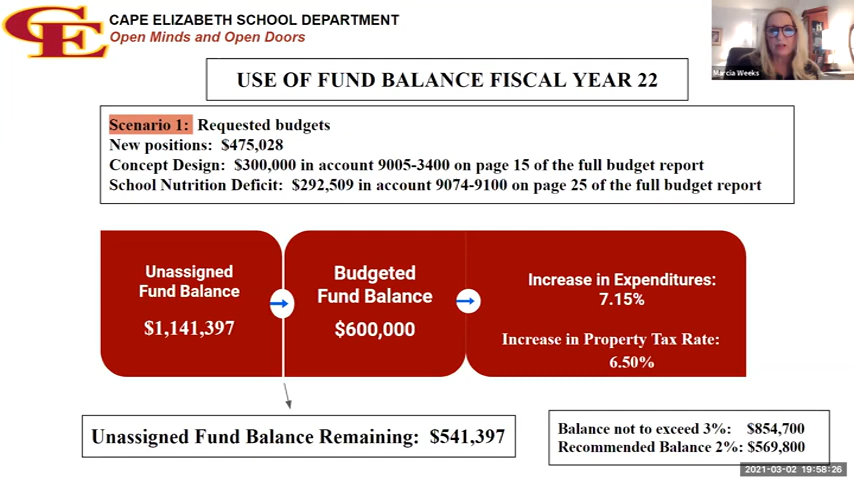 CE
CAPE ELIZABETH SCHOOL DEPARTMENT
Open Minds and Open Doors
Marcia Weeks
USE OF FUND BALANCE FISCAL YEAR 22
Scenario 1: Requested budgets
New positions: $475,028
Concept Design: $300,000 in account 9005-3400 on page 15 of the full budget report
School Nutrition Deficit: $292,509 in account 9074-9100 on page 25 of the full budget report
Unassigned
Fund Balance
$1,141,397
Budgeted
Fund Balance
$600,000
Increase in Expenditures:
7.15%
Increase in Property Tax Rate:
6.50%
Unassigned Fund Balance Remaining: $541,397
Balance not to exceed 3%: $854,700
Recommended Balance 2%: $569,800
2021-03-02 19:58:26